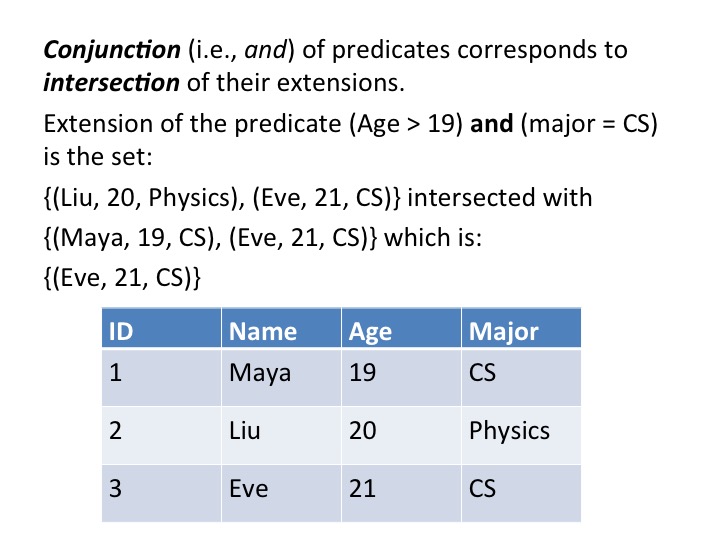 Conjunction (i.e., and) of predicates corresponds to
intersection of their extensions.
Extension of the predicate (Age > 19) and (major = CS)
is the set:
{(Liu, 20, Physics), (Eve, 21, CS)} intersected with
{(Maya, 19, CS), (Eve, 21, CS)} which is:
{(Eve, 21, CS)}
ID Name Age Major
1 Maya 19 CS
2 Liu 20 Physics
3 Eve 21 CS